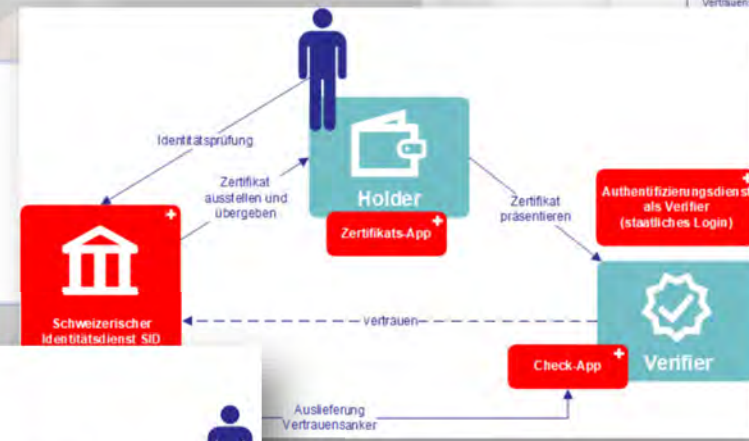 Vertrauen
Identitätsprüfung
Zertifikat
ausstellen und
übergeben
Holder
Zertifikats-App
Zertifikat
präsentieren
Authentifizierungsdienst
als Verifier
(staatliches Login)
Schweizerischer
Identitätsdienst SID
Vertrauen
Check-App
Verifier
Auslieferung
Vertrauensanker